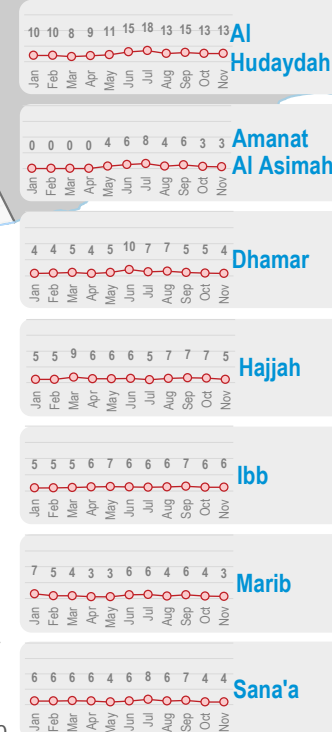 10 10 8 9 11 15 18 13 15 13 13
Al
Hudaydah
Jan Feb Mar Apr May Jun Jul Aug Sep Oct Nov
0 0 0 0 4 6 8 4 6 3 3
Amanat
Al Asimah
Jan Feb Mar Apr May Jun Jul Aug Sep Oct Nov
4 4 5 4 5 10 7 7 5 5 4
Dhamar
Jan Feb Mar Apr May Jun Jul Aug Sep Oct Nov
5 5 9 6 6 6 5 7 7 7 5
Hajjah
Jan Feb Mar Apr May Jun Jul Aug Sep Oct Nov
5 5 5 6 7 6 6 6 7 6 6
Ibb
Jan Feb Mar Apr May Jun Jul Aug Sep Oct Nov
7 5 4 3 3 6 6 4 6 4 3
Marib
Jan Feb Mar Apr May Jun Jul Aug Sep Oct Nov
6 6 6 6 4 6 8 6 7 4 4
Sana'a
Jan Feb Mar Apr May Jun Jul Aug Sep Oct Nov